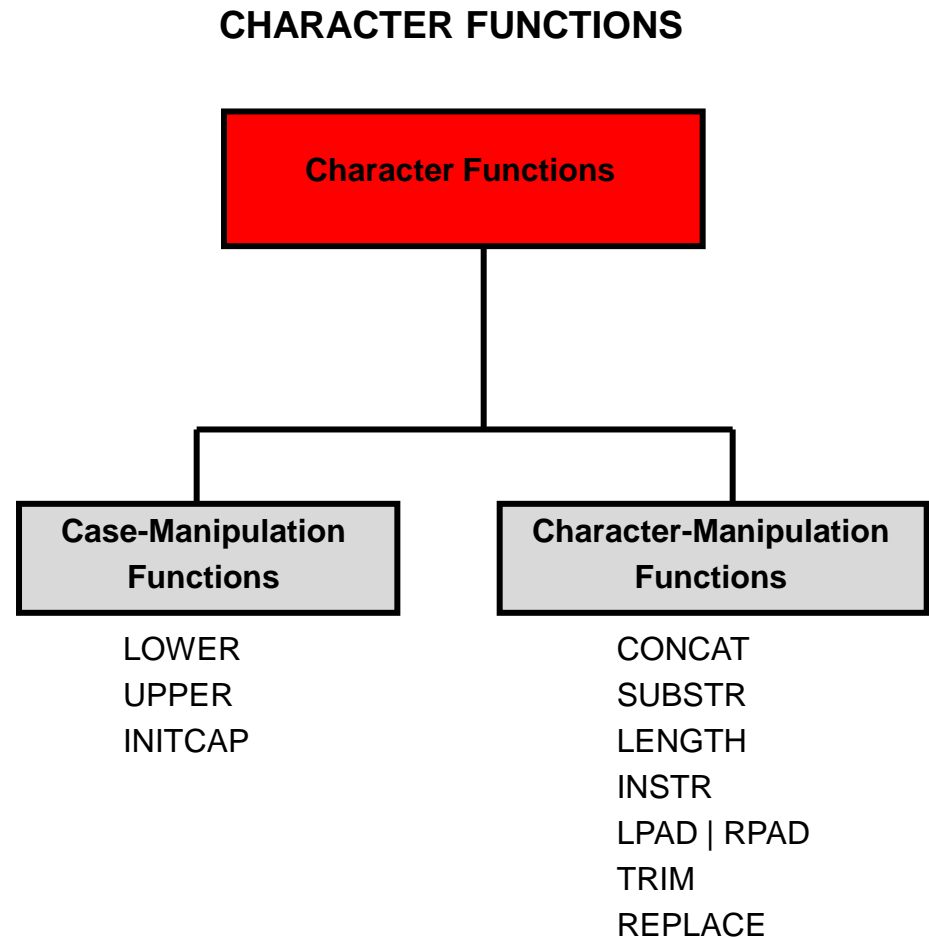 CHARACTER FUNCTIONS
Character Functions
Case-Manipulation
Functions
LOWER
UPPER
INITCAP
Character-Manipulation
Functions
CONCAT
SUBSTR
LENGTH
INSTR
LPAD | RPAD
TRIM
REPLACE